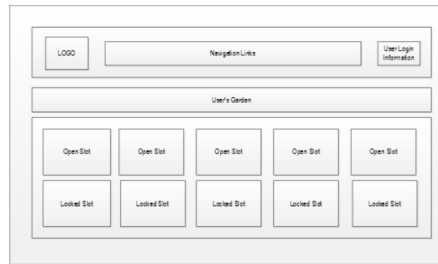 LOGO
Navigation Links
User Login
Information
User's Garden
Open Slot
Open Slot
Open Slot
Open Slot
Open Slot
Locked Slot
Locked Slot
Locked Slot
Locked Slot
Locked Slot